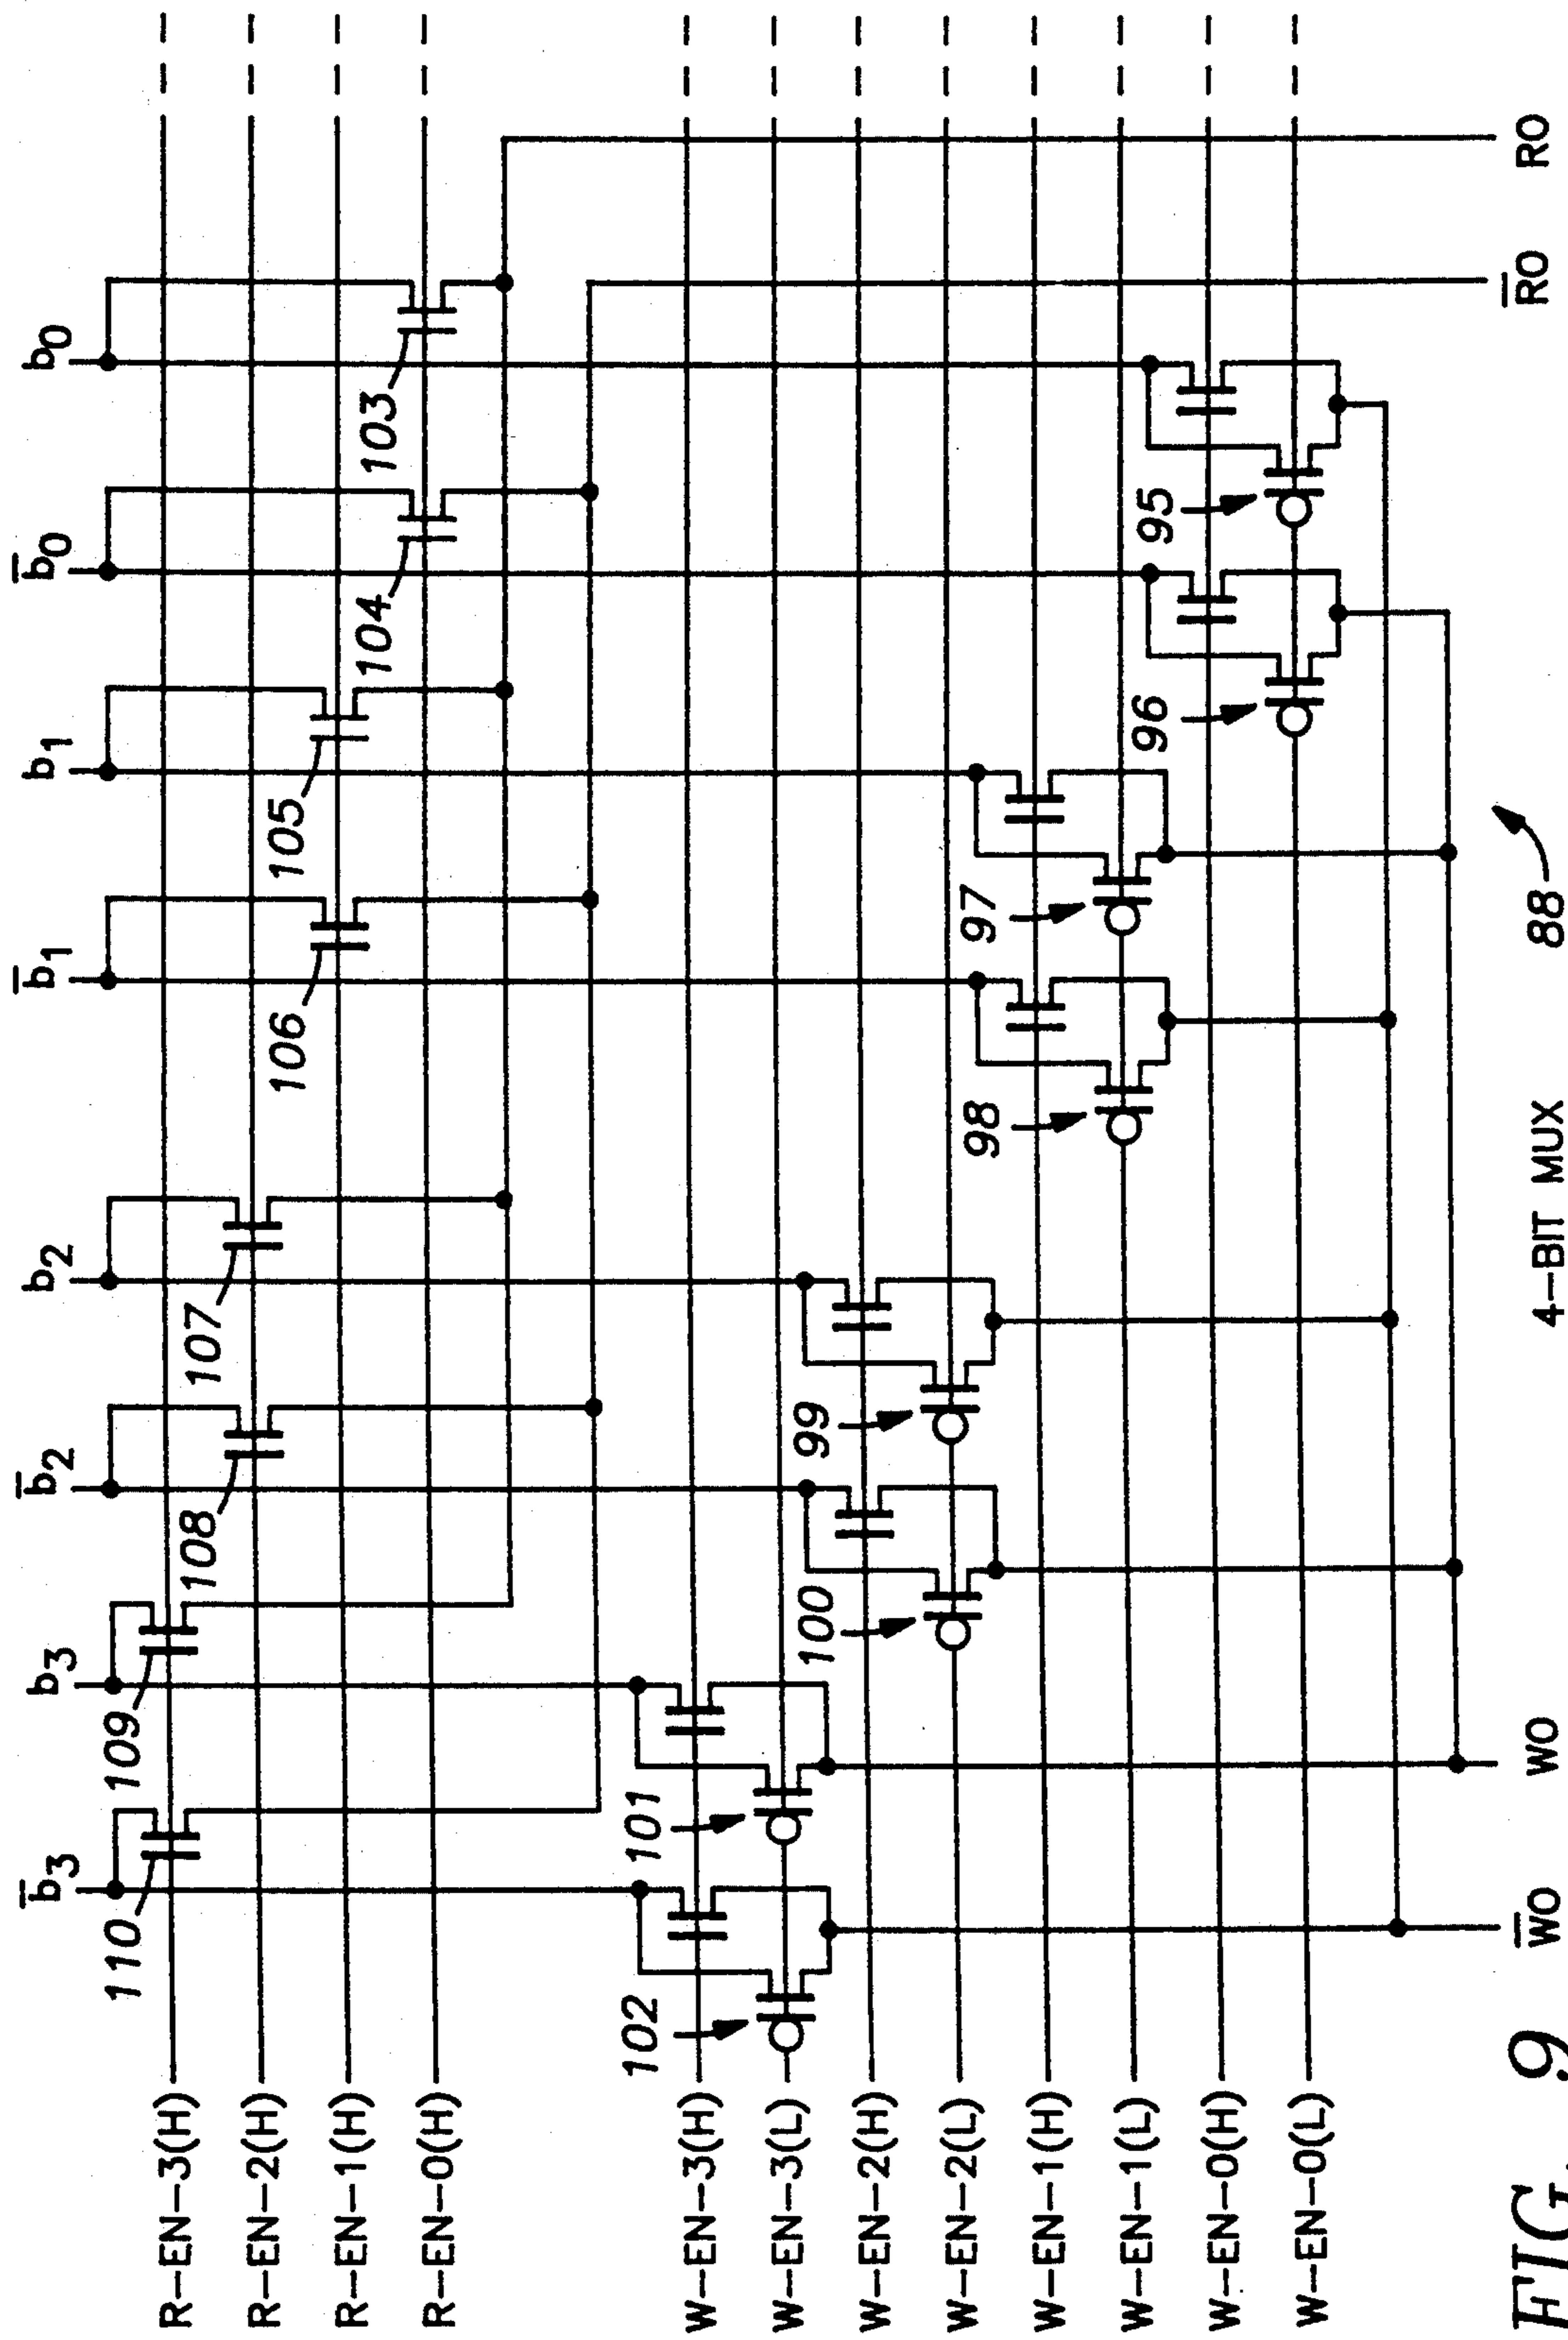 b̅3 b3 b̅2 b2 b̅1 b1 b̅0 b0
110 109 108 107 106 105 104 103
R-EN-3(H)
R-EN-2(H)
R-EN-1(H)
R-EN-0(H)
W-EN-3(H)
W-EN-3(L)
W-EN-2(H)
W-EN-2(L)
W-EN-1(H)
W-EN-1(L)
W-EN-0(H)
W-EN-0(L)
102 101 100 99 98 97 96 95
W̅O WO R̅O RO
4-BIT MUX 88
FIG. 9